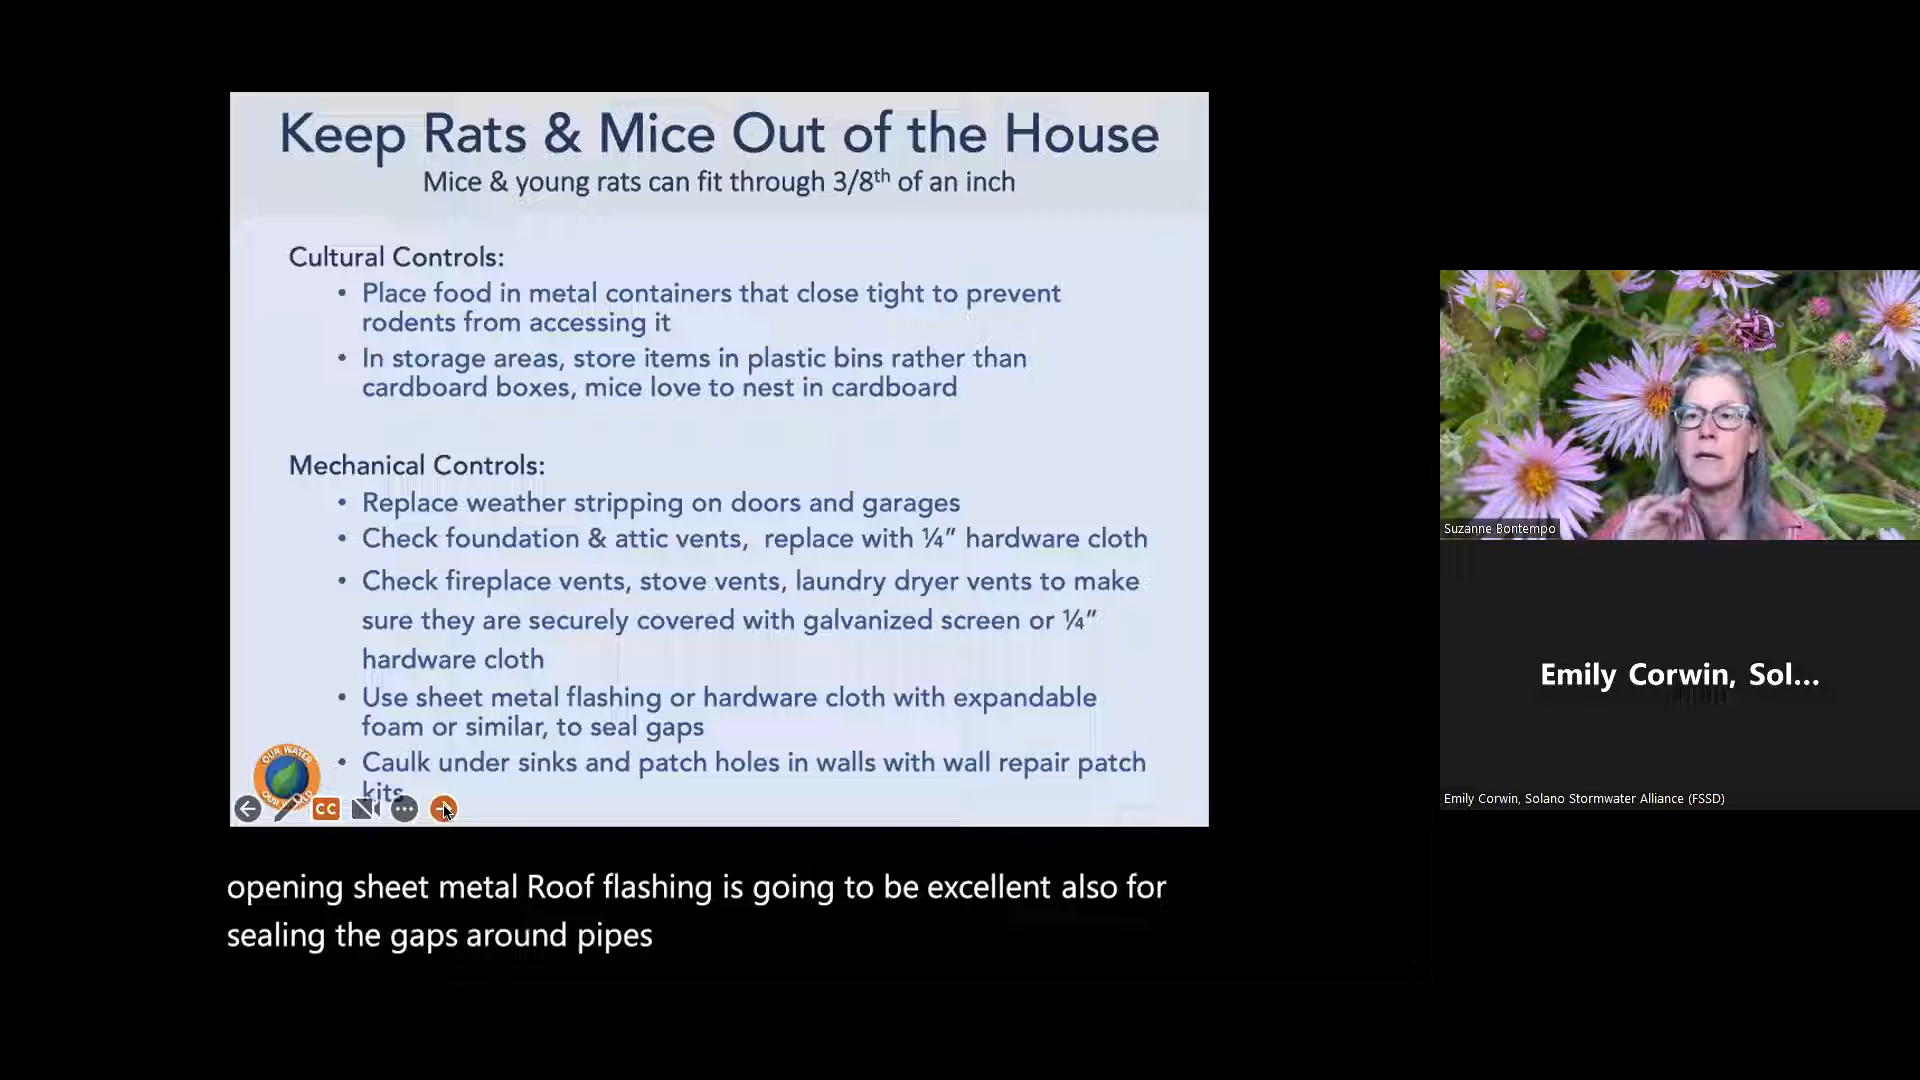 Keep Rats & Mice Out of the House
Mice & young rats can fit through 3/8th of an inch
Cultural Controls:
• Place food in metal containers that close tight to prevent
rodents from accessing it
• In storage areas, store items in plastic bins rather than
cardboard boxes, mice love to nest in cardboard
Mechanical Controls:
• Replace weather stripping on doors and garages
• Check foundation & attic vents, replace with ¼” hardware cloth
• Check fireplace vents, stove vents, laundry dryer vents to make
sure they are securely covered with galvanized screen or ¼”
hardware cloth
• Use sheet metal flashing or hardware cloth with expandable
foam or similar, to seal gaps
• Caulk under sinks and patch holes in walls with wall repair patch
kits
OUR WATER
CC
opening sheet metal Roof flashing is going to be excellent also for
sealing the gaps around pipes
Suzanne Bontempo
Emily Corwin, Sol...
Emily Corwin, Solano Stormwater Alliance (FSSD)